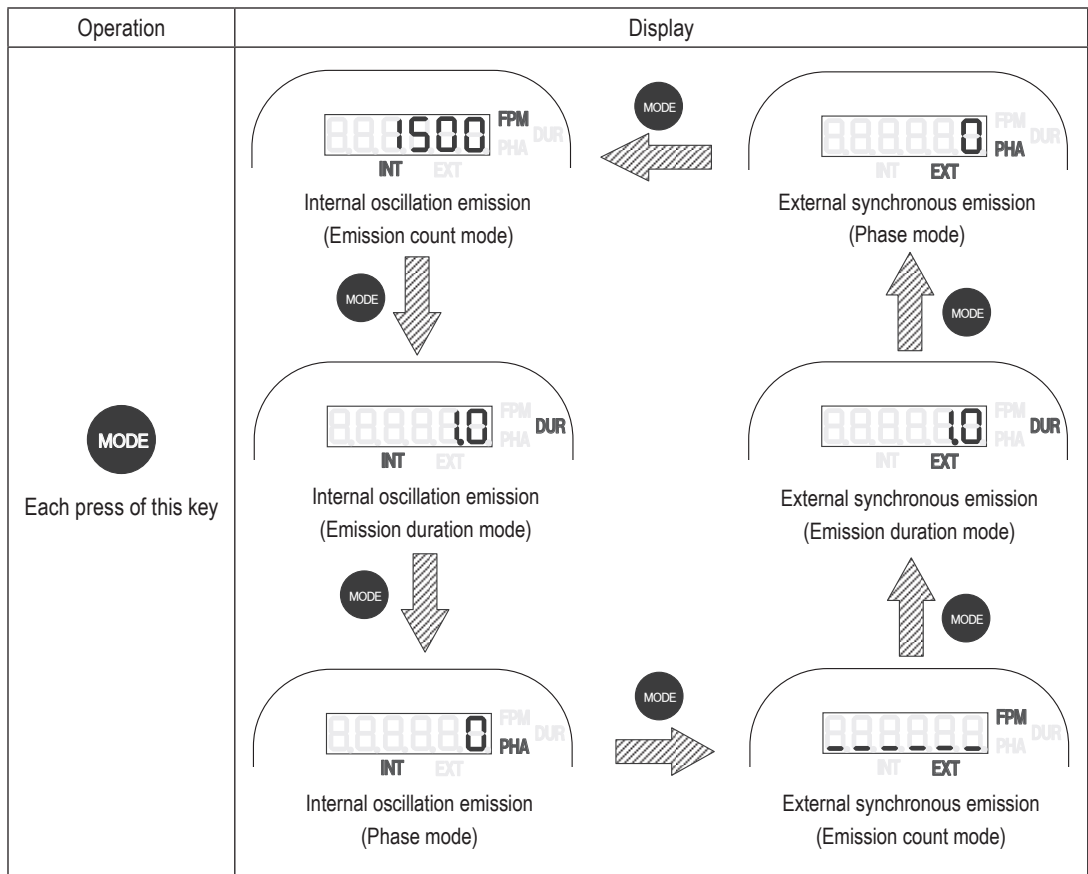 Operation
Display
MODE
Each press of this key
1500 FPM
PHA DUR
INT EXT
Internal oscillation emission
(Emission count mode)
MODE
1.0 FPM
PHA DUR
INT EXT
Internal oscillation emission
(Emission duration mode)
MODE
0 FPM
PHA DUR
INT EXT
Internal oscillation emission
(Phase mode)
MODE
_ _ _ _ _ _ FPM
PHA DUR
INT EXT
External synchronous emission
(Emission count mode)
MODE
1.0 FPM
PHA DUR
INT EXT
External synchronous emission
(Emission duration mode)
MODE
0 FPM
PHA DUR
INT EXT
External synchronous emission
(Phase mode)
MODE